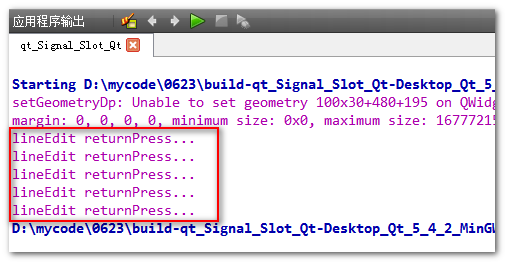 应用程序输出
qt_Signal_Slot_Qt
Starting D:\mycode\0623\build-qt_Signal_Slot_Qt-Desktop_Qt_5_
setGeometryDp: Unable to set geometry 100x30+480+195 on QWidg
margin: 0, 0, 0, 0, minimum size: 0x0, maximum size: 16777215
lineEdit returnPress...
lineEdit returnPress...
lineEdit returnPress...
lineEdit returnPress...
lineEdit returnPress...
D:\mycode\0623\build-qt_Signal_Slot_Qt-Desktop_Qt_5_4_2_MinGW